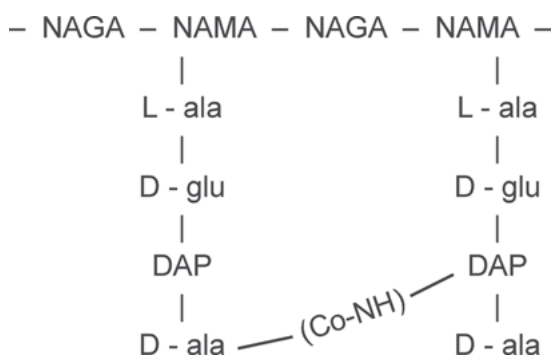 – NAGA – NAMA – NAGA – NAMA –
L - ala L - ala
D - glu D - glu
DAP DAP
(Co-NH)
D - ala D - ala